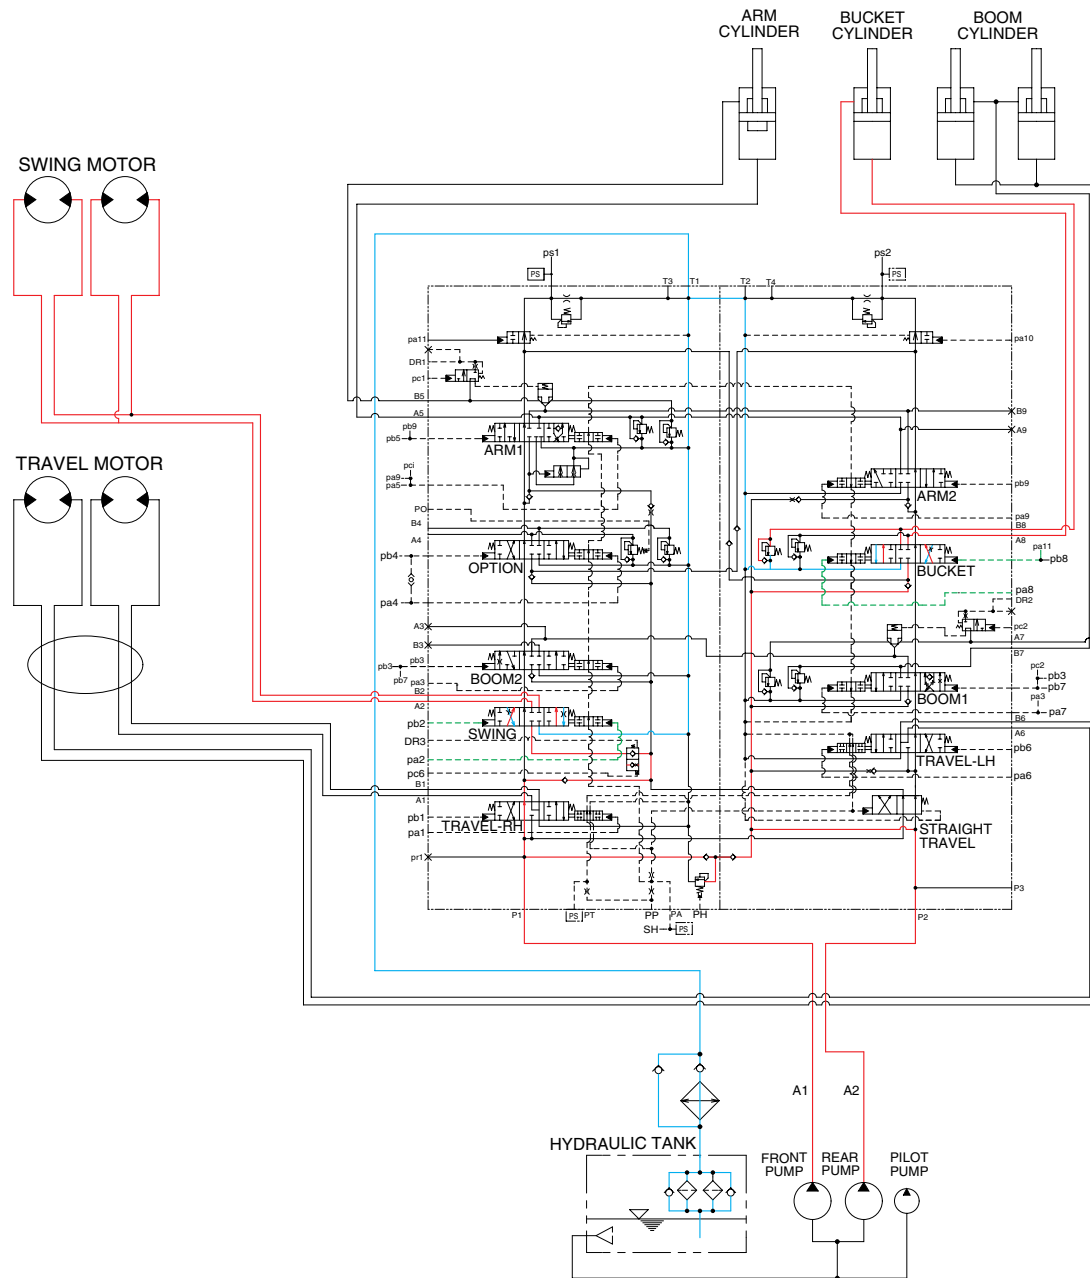 ARM
CYLINDER
BUCKET
CYLINDER
BOOM
CYLINDER
SWING MOTOR
TRAVEL MOTOR
ps1
PS
T3
T1
T2
T4
ps2
PS
pa11
DR1
pc1
B5
A5
pb9
pb5
ARM1
pci
pa9
pa5
PO
B4
A4
pb4
OPTION
pa4
A3
B3
pb3
pb3
pb7
pa3
BOOM2
B2
A2
pb2
SWING
DR3
pa2
pc6
B1
A1
pb1
TRAVEL-RH
pa1
pr1
pa10
B9
A9
ARM2
pb9
pa9
B8
A8
pa11
pb8
BUCKET
pa8
DR2
pc2
A7
B7
pc2
pb3
pb7
BOOM1
pa3
pa7
B6
A6
TRAVEL-LH
pb6
pa6
STRAIGHT
TRAVEL
P3
P1
PS
PT
PP
PA
PH
SH
PS
P2
A1
A2
HYDRAULIC TANK
FRONT
PUMP
REAR
PUMP
PILOT
PUMP